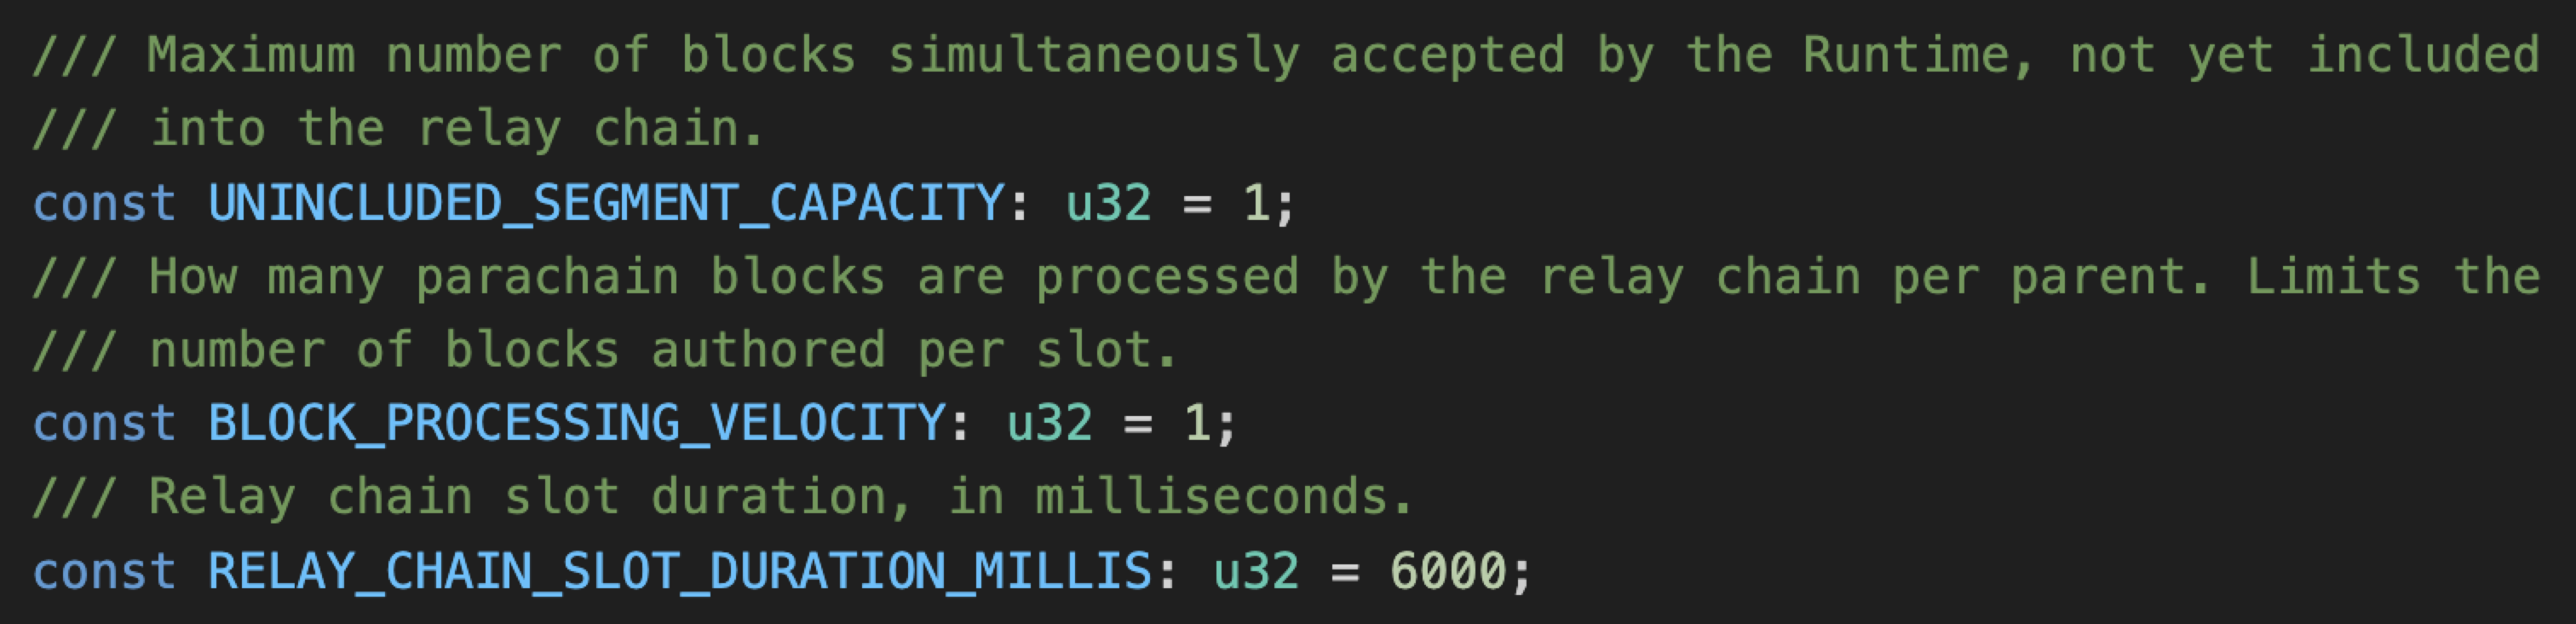 /// Maximum number of blocks simultaneously accepted by the Runtime, not yet included
/// into the relay chain.
const UNINCLUDED_SEGMENT_CAPACITY: u32 = 1;
/// How many parachain blocks are processed by the relay chain per parent. Limits the
/// number of blocks authored per slot.
const BLOCK_PROCESSING_VELOCITY: u32 = 1;
/// Relay chain slot duration, in milliseconds.
const RELAY_CHAIN_SLOT_DURATION_MILLIS: u32 = 6000;